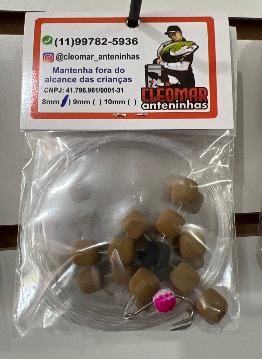 (11)99782-5936
@cleomar_anteninhas
Mantenha fora do
alcance das crianças
CNPJ: 41.796.961/0001-31
8mm ( ) 9mm ( ) 10mm ( )
CLEOMAR
anteninhas